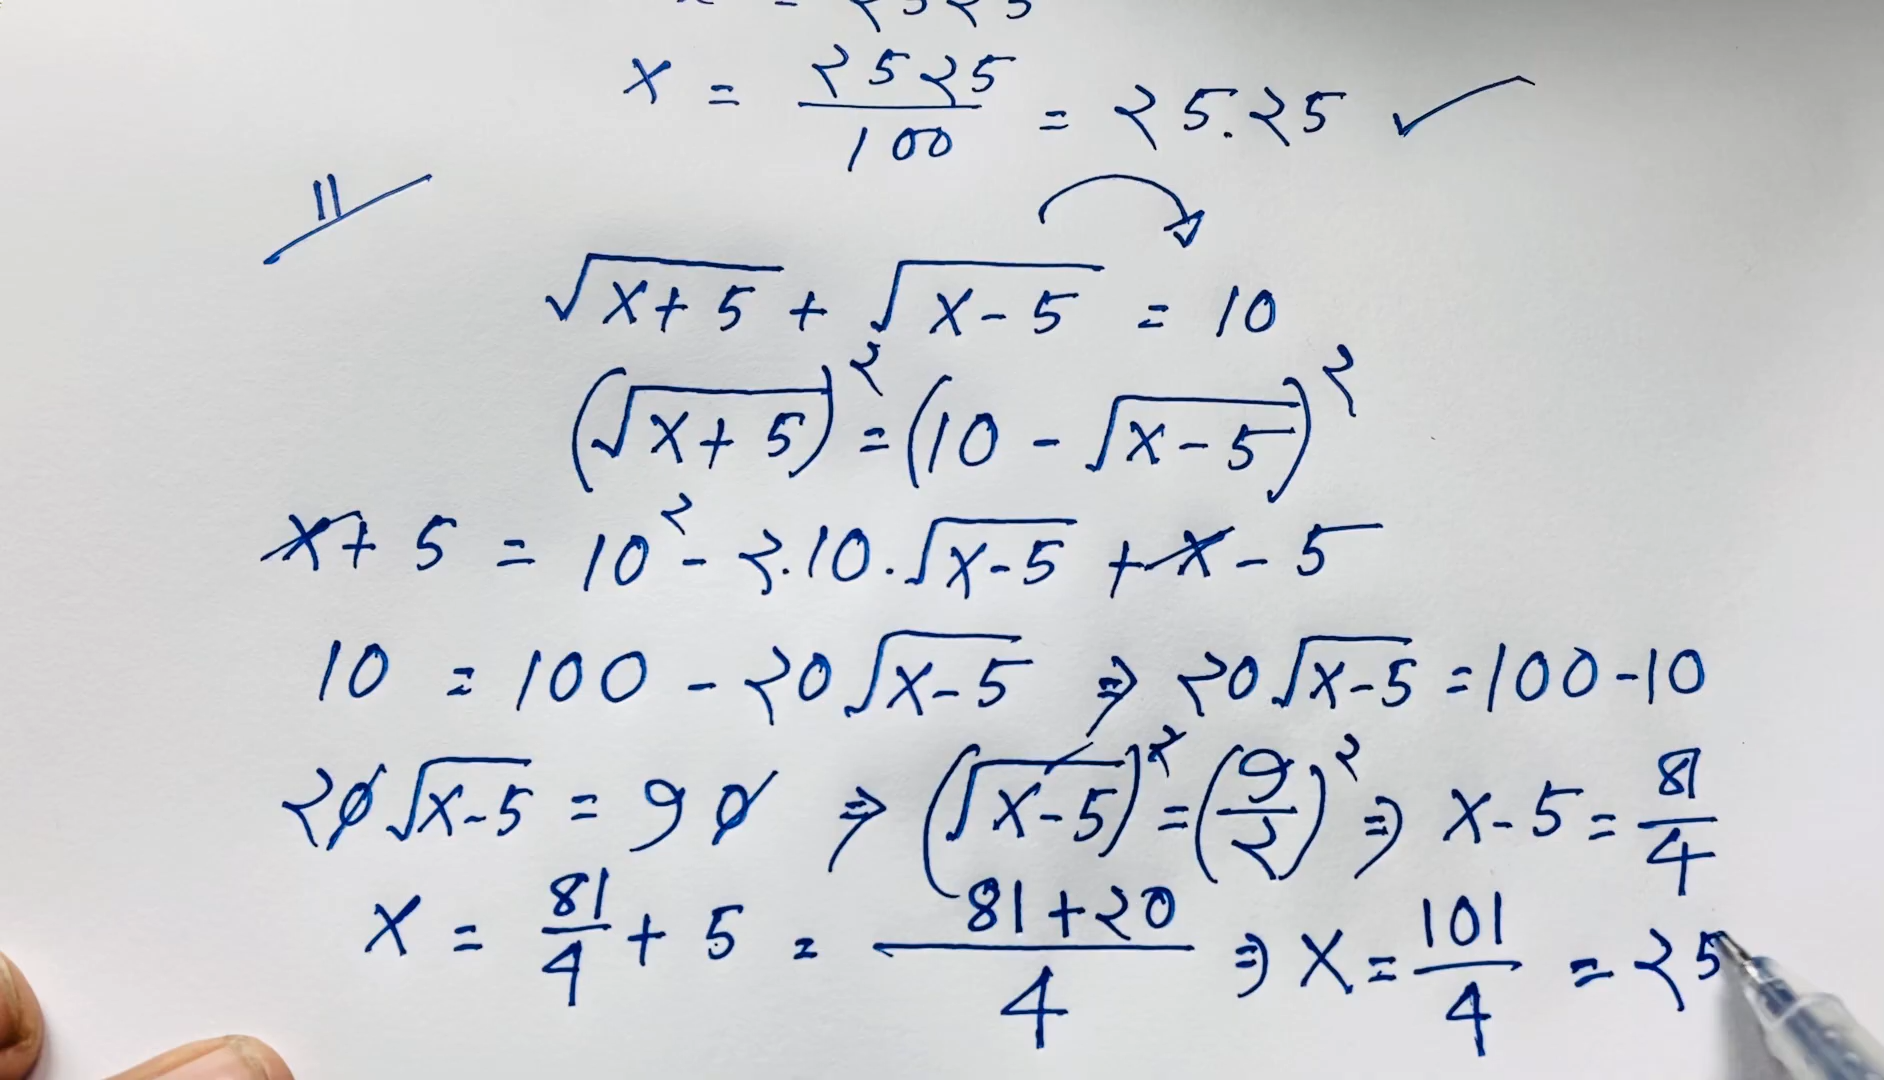 x = 2525/100 = 25.25 ✓
II
√(x+5) + √(x-5) = 10
(√(x+5))² = (10 - √(x-5))²
x + 5 = 10² - 2.10.√(x-5) + x - 5
10 = 100 - 20√(x-5) ⇒ 20√(x-5) = 100-10
20√(x-5) = 90 ⇒ (√(x-5))² = (9/2)² ⇒ x-5 = 81/4
x = 81/4 + 5 = (81+20)/4 ⇒ x = 101/4 = 25